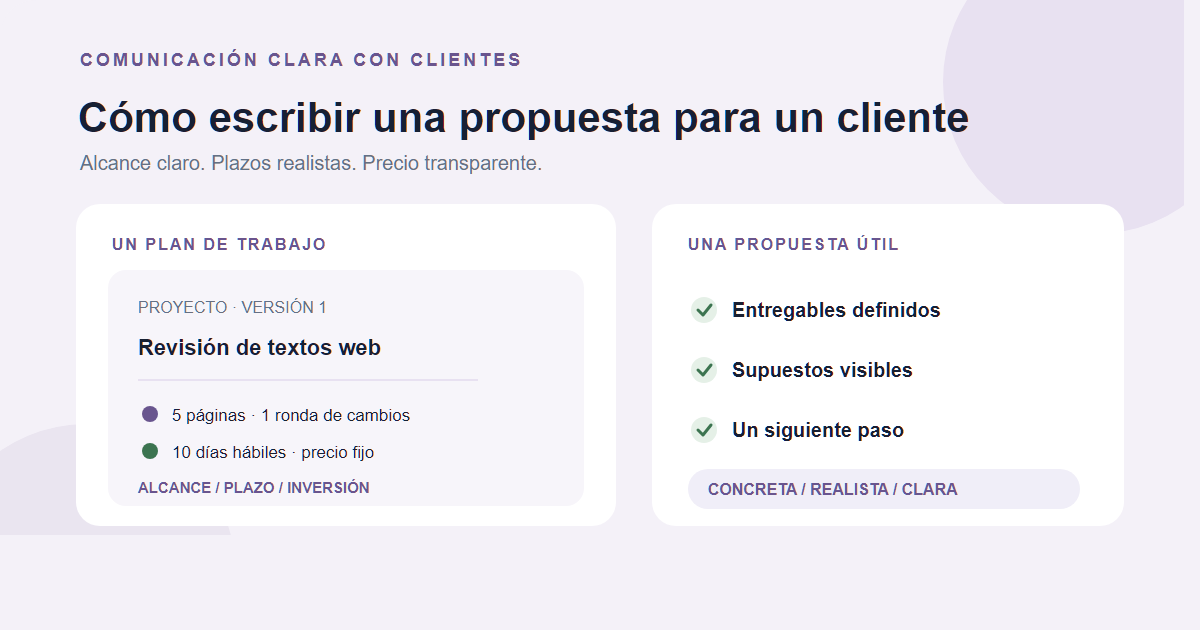 COMUNICACIÓN CLARA CON CLIENTES
Cómo escribir una propuesta para un cliente
Alcance claro. Plazos realistas. Precio transparente.
UN PLAN DE TRABAJO
PROYECTO · VERSIÓN 1
Revisión de textos web
5 páginas · 1 ronda de cambios
10 días hábiles · precio fijo
ALCANCE / PLAZO / INVERSIÓN
UNA PROPUESTA ÚTIL
Entregables definidos
Supuestos visibles
Un siguiente paso
CONCRETA / REALISTA / CLARA